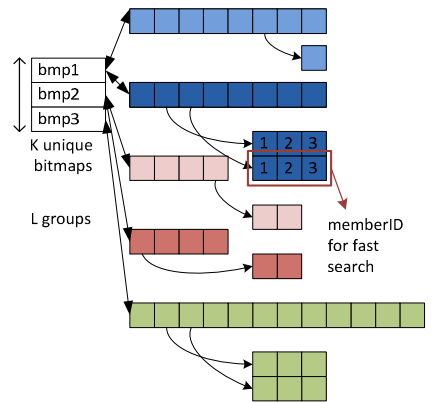 bmp1
bmp2
bmp3
K unique
bitmaps
L groups
1 2 3
1 2 3
memberID
for fast
search